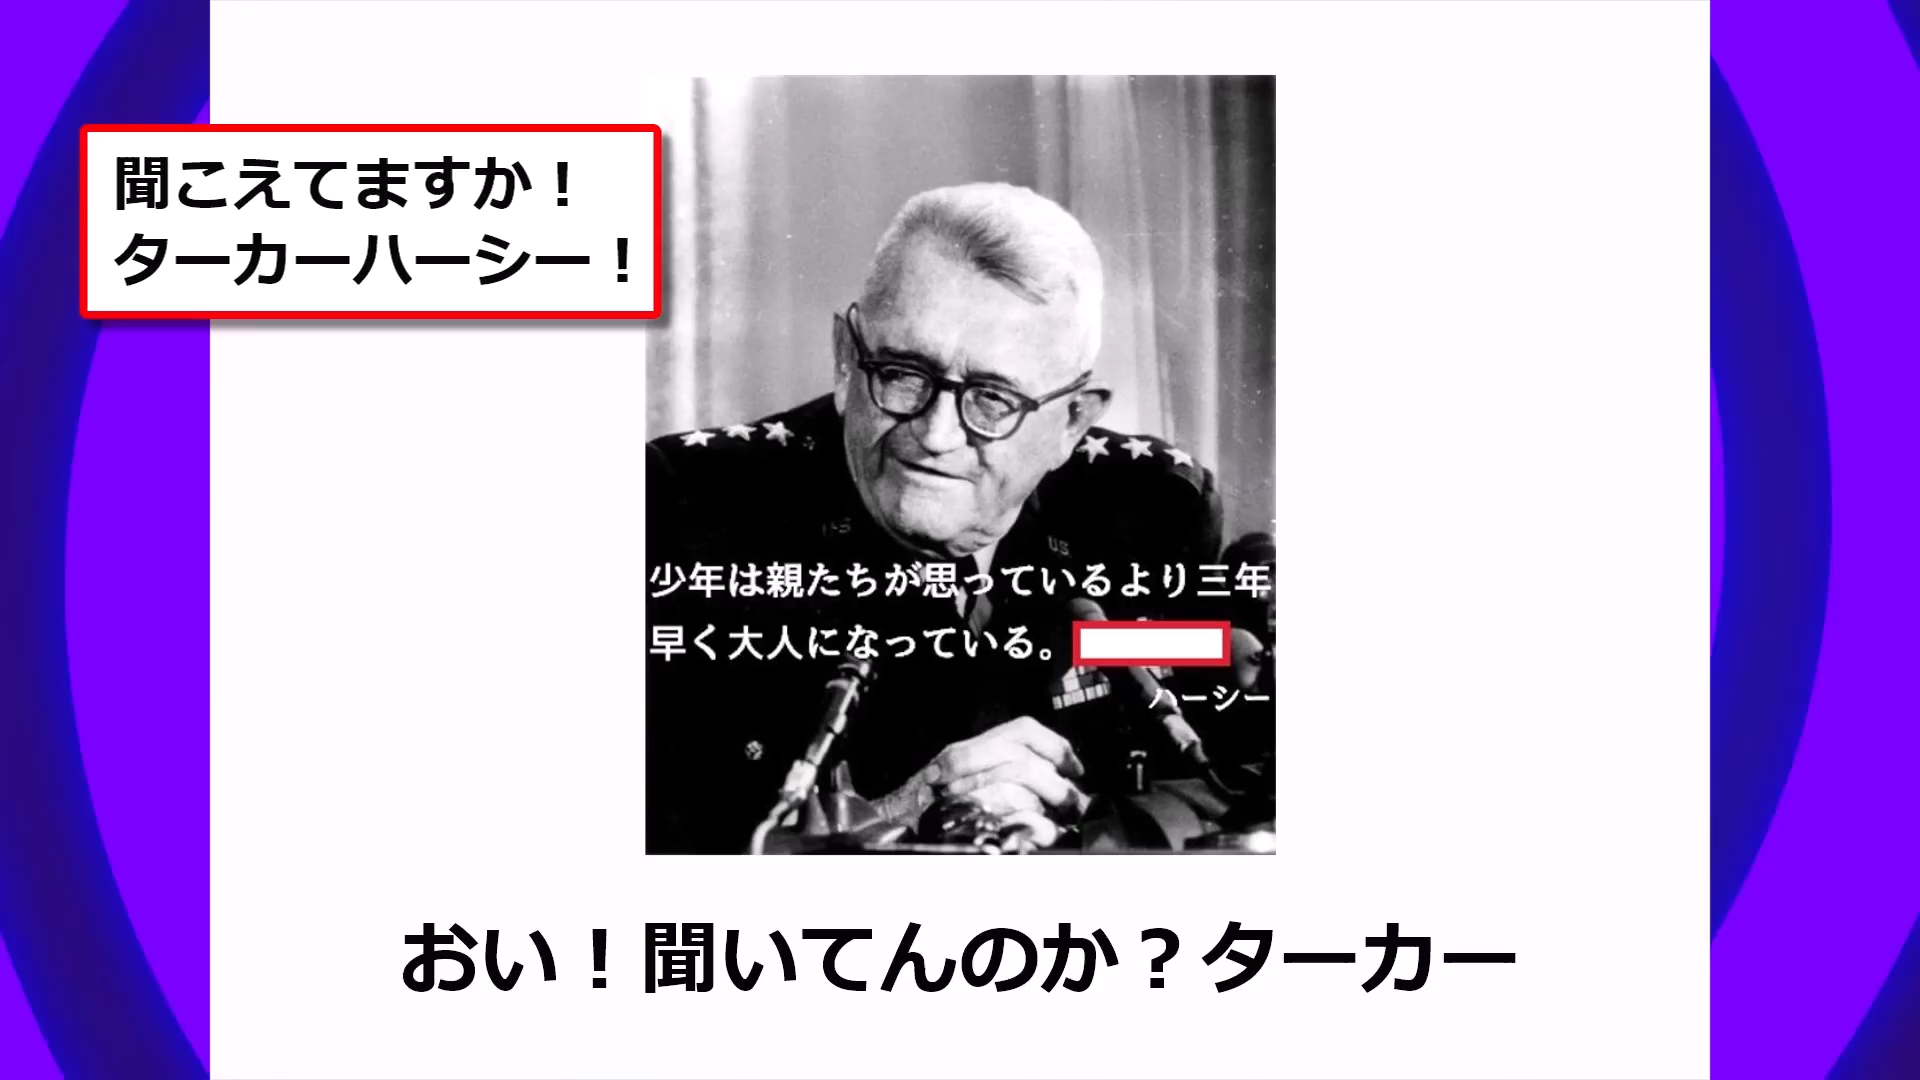 聞こえてますか！
ターカーハーシー！
US
少年は親たちが思っているより三年
早く大人になっている。
ハーシー
おい！聞いてんのか？ターカー